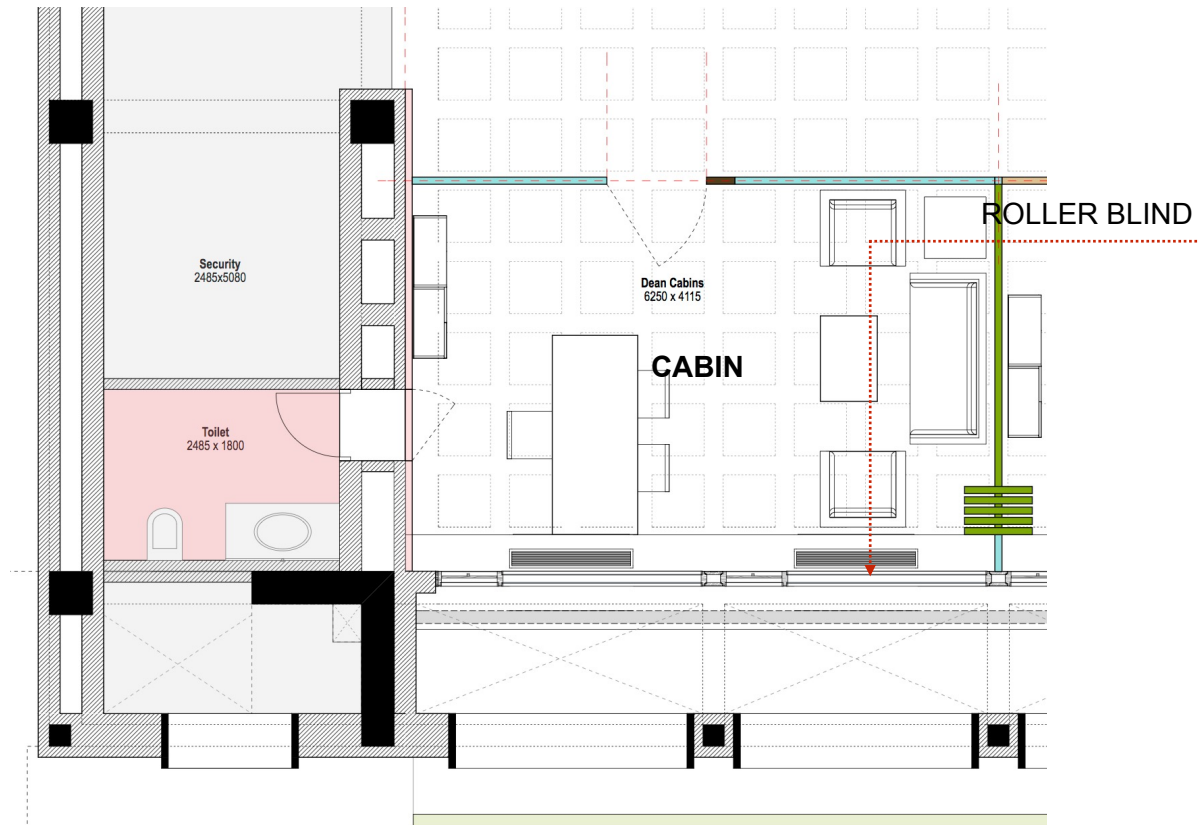 ROLLER BLIND
Security
2485x5080
Dean Cabins
6250 x 4115
CABIN
Toilet
2485 x 1800